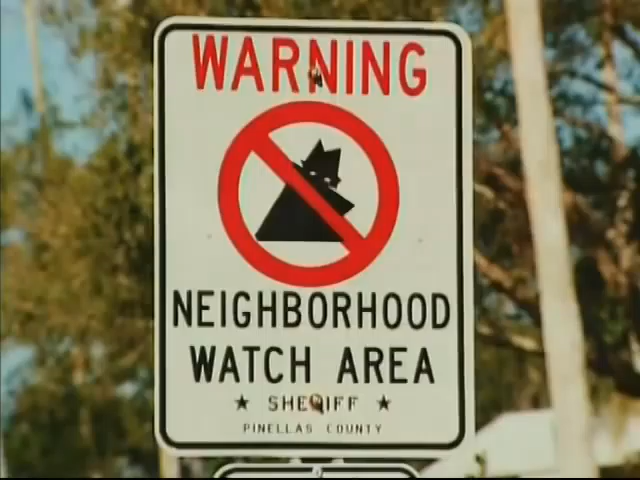 WARNING
NEIGHBORHOOD
WATCH AREA
★ SHERIFF ★
PINELLAS COUNTY